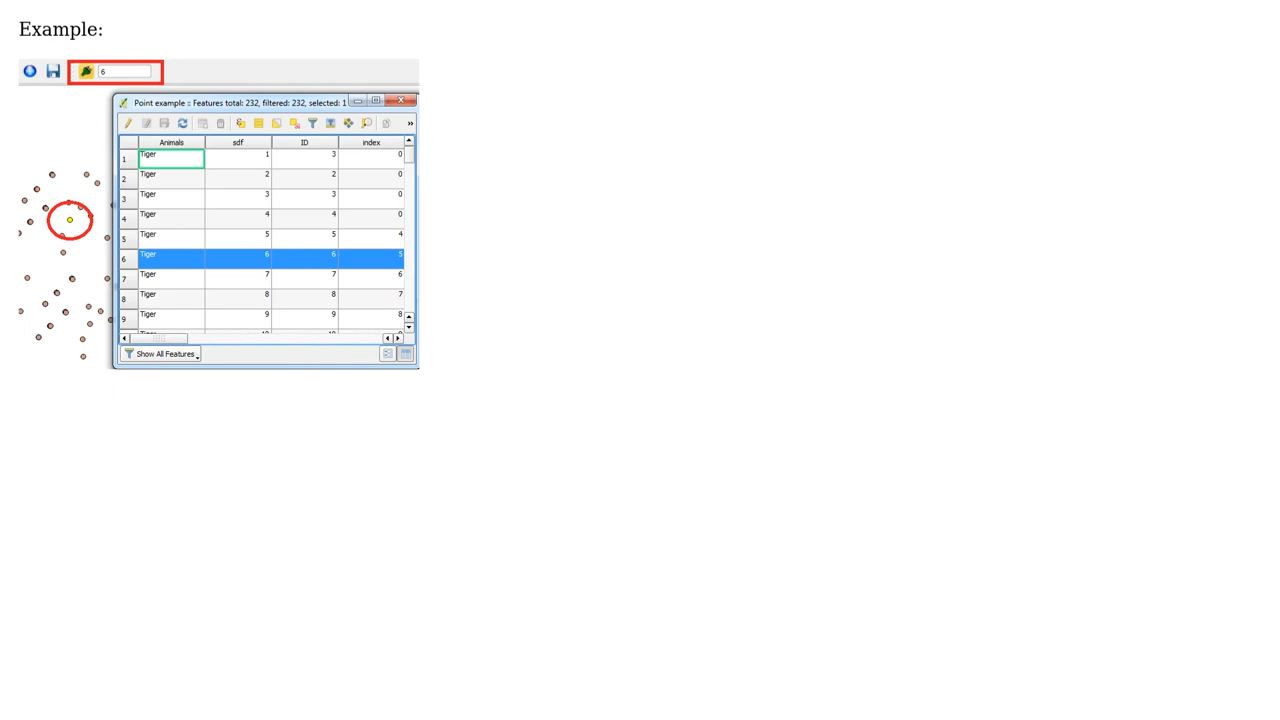 Example:
6
Point example :: Features total: 232, filtered: 232, selected: 1
»
Animals sdf ID index
1 Tiger 1 3 0
2 Tiger 2 2 0
3 Tiger 3 3 0
4 Tiger 4 4 0
5 Tiger 5 5 4
6 Tiger 6 6 5
7 Tiger 7 7 6
8 Tiger 8 8 7
9 Tiger 9 9 8
Show All Features